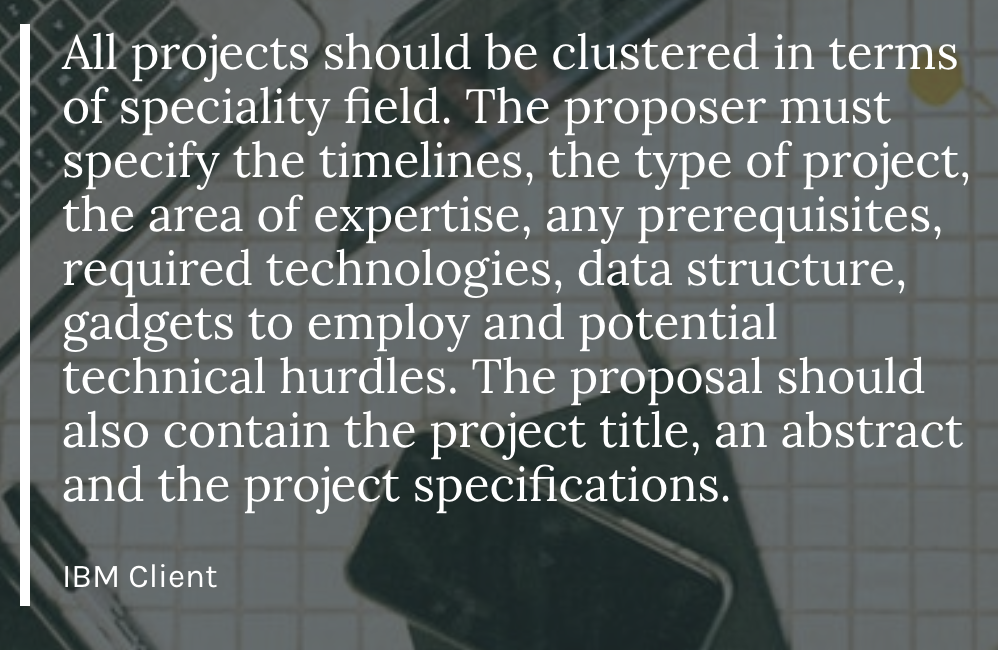 All projects should be clustered in terms
of speciality field. The proposer must
specify the timelines, the type of project,
the area of expertise, any prerequisites,
required technologies, data structure,
gadgets to employ and potential
technical hurdles. The proposal should
also contain the project title, an abstract
and the project specifications.
IBM Client